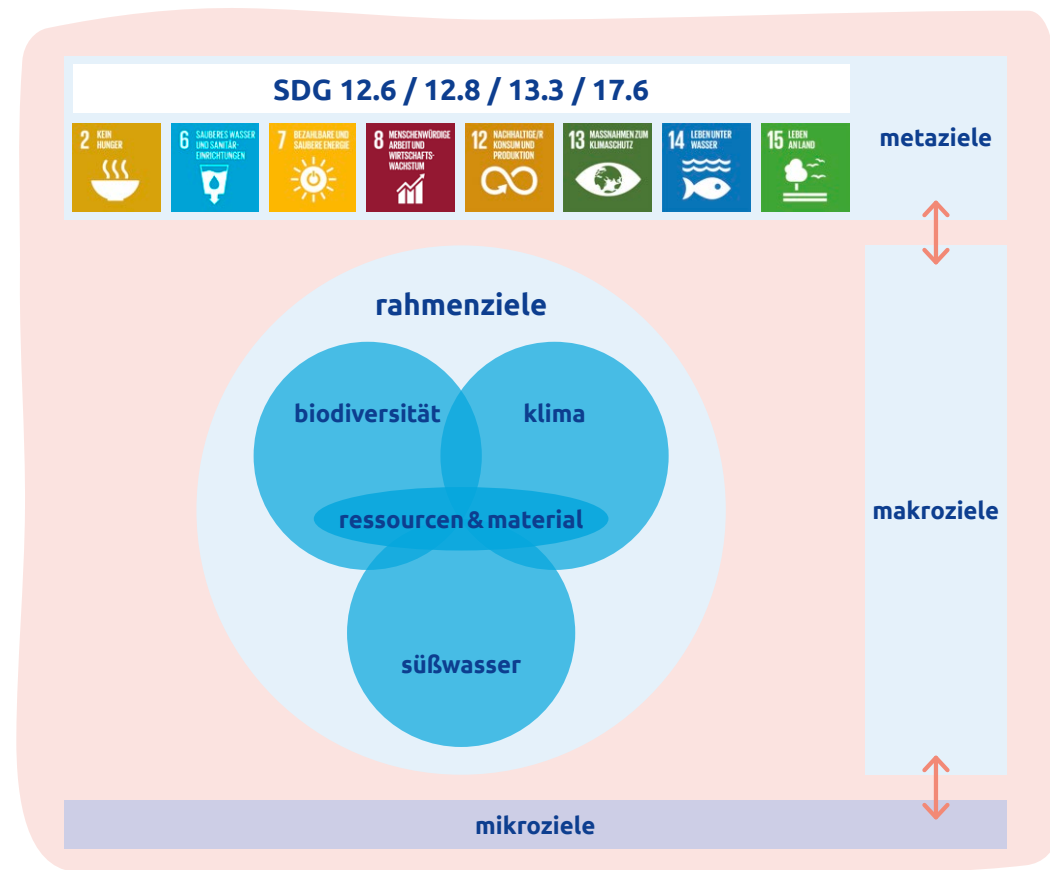 SDG 12.6 / 12.8 / 13.3 / 17.6
2 KEIN
HUNGER
6 SAUBERES WASSER
UND SANITÄR-
EINRICHTUNGEN
7 BEZAHLBARE UND
SAUBERE ENERGIE
8 MENSCHENWÜRDIGE
ARBEIT UND
WIRTSCHAFTS-
WACHSTUM
12 NACHHALTIGE/R
KONSUM UND
PRODUKTION
13 MASSNAHMEN ZUM
KLIMASCHUTZ
14 LEBEN UNTER
WASSER
15 LEBEN
AN LAND
metaziele
rahmenziele
biodiversität
klima
ressourcen & material
süßwasser
makroziele
mikroziele